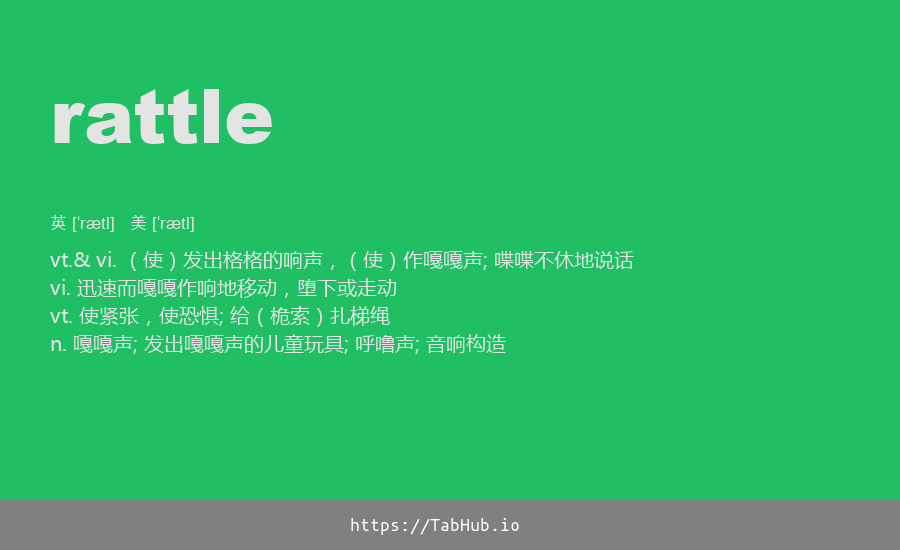 rattle
英 ['rætl] 美 ['rætl]
vt.& vi. （使）发出格格的响声，（使）作嘎嘎声; 喋喋不休地说话
vi. 迅速而嘎嘎作响地移动，堕下或走动
vt. 使紧张，使恐惧; 给（桅索）扎梯绳
n. 嘎嘎声; 发出嘎嘎声的儿童玩具; 呼噜声; 音响构造
https://TabHub.io